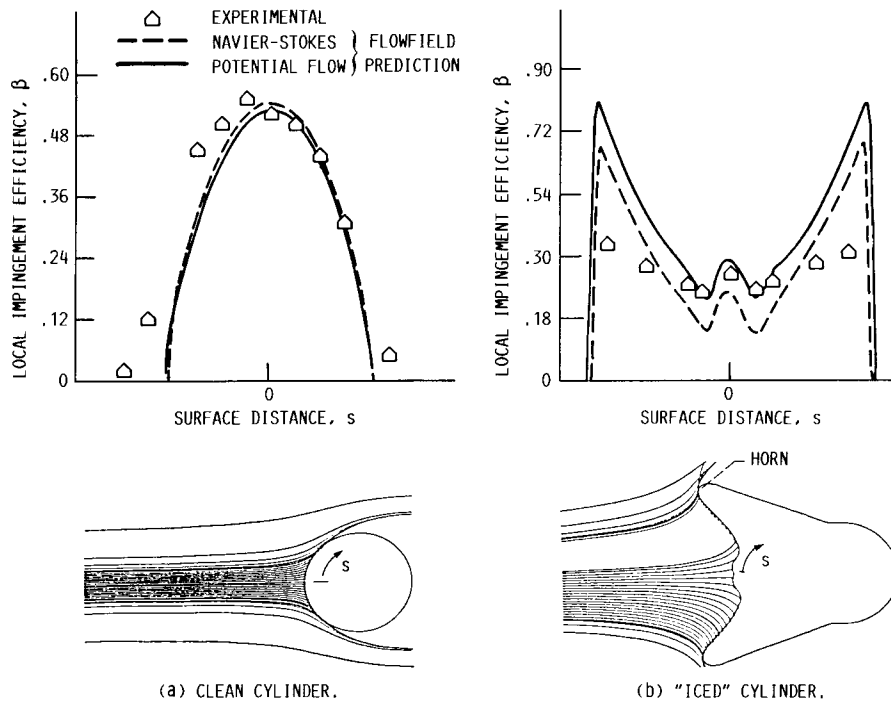 EXPERIMENTAL
NAVIER-STOKES } FLOWFIELD
POTENTIAL FLOW } PREDICTION
LOCAL IMPINGEMENT EFFICIENCY, β
.60
.48
.36
.24
.12
0
0
SURFACE DISTANCE, s
LOCAL IMPINGEMENT EFFICIENCY, β
.90
.72
.54
.30
.18
0
0
SURFACE DISTANCE, s
S
(a) CLEAN CYLINDER.
HORN
S
(b) "ICED" CYLINDER.